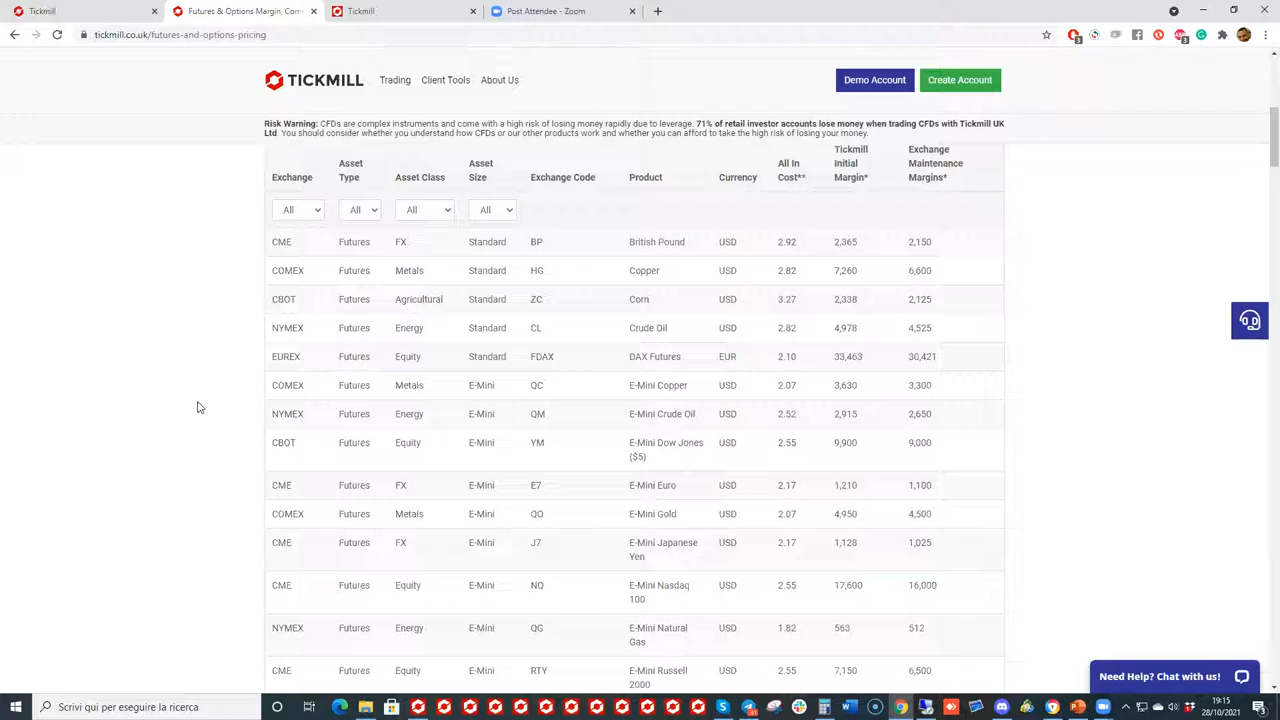 Tickmill
Futures & Options Margin, Com
Tickmill
Post Attendee - Zoom
tickmill.co.uk/futures-and-options-pricing
TICKMILL Trading Client Tools About Us Demo Account Create Account
Risk Warning: CFDs are complex instruments and come with a high risk of losing money rapidly due to leverage. 71% of retail investor accounts lose money when trading CFDs with Tickmill UK
Ltd. You should consider whether you understand how CFDs or our other products work and whether you can afford to take the high risk of losing your money.
Exchange Asset Type Asset Class Asset Size Exchange Code Product Currency All In Cost** Tickmill Initial Margin* Exchange Maintenance Margins*
All All All All
CME Futures FX Standard BP British Pound USD 2.92 2,365 2,150
COMEX Futures Metals Standard HG Copper USD 2.82 7,260 6,600
CBOT Futures Agricultural Standard ZC Corn USD 3.27 2,338 2,125
NYMEX Futures Energy Standard CL Crude Oil USD 2.82 4,978 4,525
EUREX Futures Equity Standard FDAX DAX Futures EUR 2.10 33,463 30,421
COMEX Futures Metals E-Mini QC E-Mini Copper USD 2.07 3,630 3,300
NYMEX Futures Energy E-Mini QM E-Mini Crude Oil USD 2.52 2,915 2,650
CBOT Futures Equity E-Mini YM E-Mini Dow Jones USD 2.55 9,900 9,000
($5)
CME Futures FX E-Mini E7 E-Mini Euro USD 2.17 1,210 1,100
COMEX Futures Metals E-Mini QO E-Mini Gold USD 2.07 4,950 4,500
CME Futures FX E-Mini J7 E-Mini Japanese USD 2.17 1,128 1,025
Yen
CME Futures Equity E-Mini NQ E-Mini Nasdaq USD 2.55 17,600 16,000
100
NYMEX Futures Energy E-Mini QG E-Mini Natural USD 1.82 563 512
Gas
CME Futures Equity E-Mini RTY E-Mini Russell USD 2.55 7,150 6,500
2000
Need Help? Chat with us!
Scrivi qui per eseguire la ricerca
19:15
28/10/2021